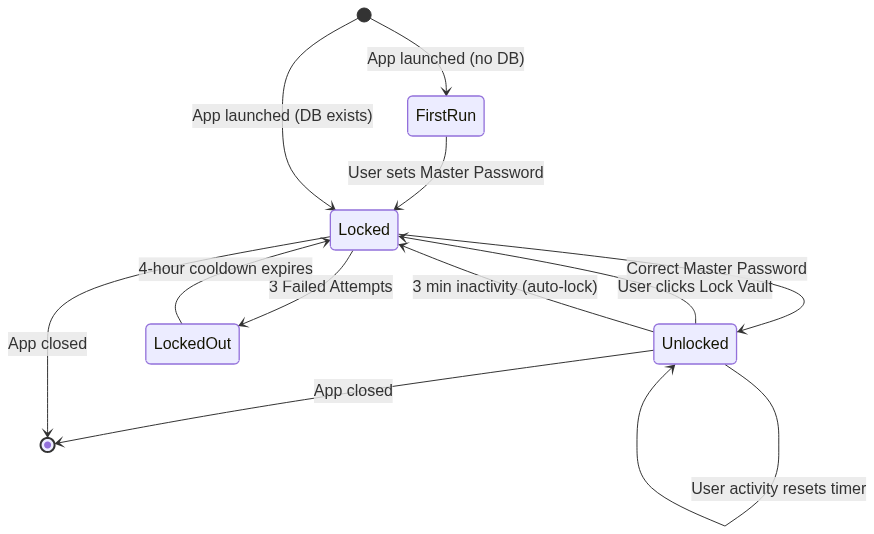 App launched (no DB)
App launched (DB exists)
FirstRun
User sets Master Password
Locked
4-hour cooldown expires
Correct Master Password
3 Failed Attempts
3 min inactivity (auto-lock)
User clicks Lock Vault
App closed
LockedOut
Unlocked
App closed
User activity resets timer